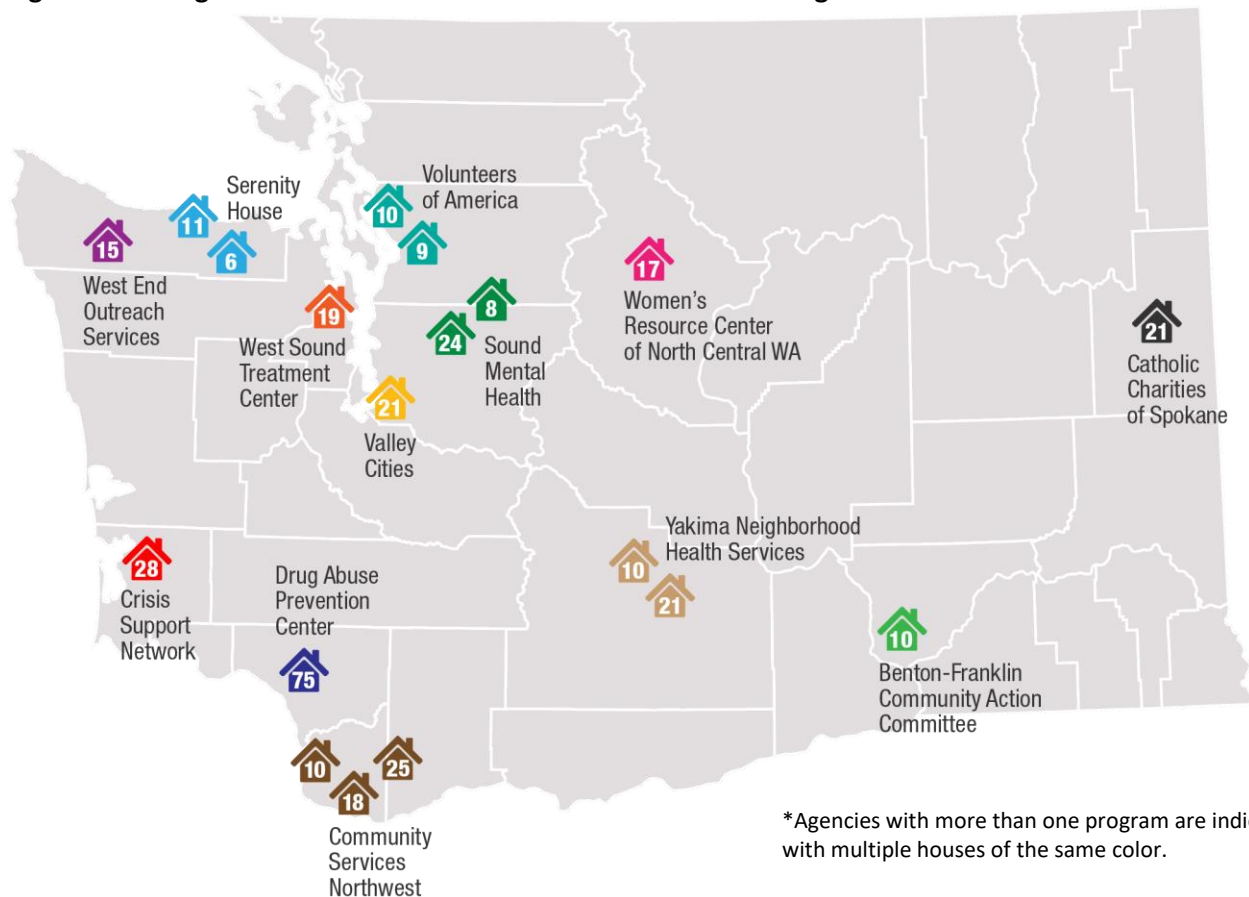 Serenity
House
11
6
15
West End
Outreach
Services
Volunteers
of America
10
9
19
West Sound
Treatment
Center
8
24
Sound
Mental
Health
21
Valley
Cities
17
Women's
Resource Center
of North Central WA
21
Catholic
Charities
of Spokane
28
Crisis
Support
Network
Drug Abuse
Prevention
Center
75
Yakima Neighborhood
Health Services
10
21
10
Benton-Franklin
Community Action
Committee
10
18
25
Community
Services
Northwest
*Agencies with more than one program are indic
with multiple houses of the same color.